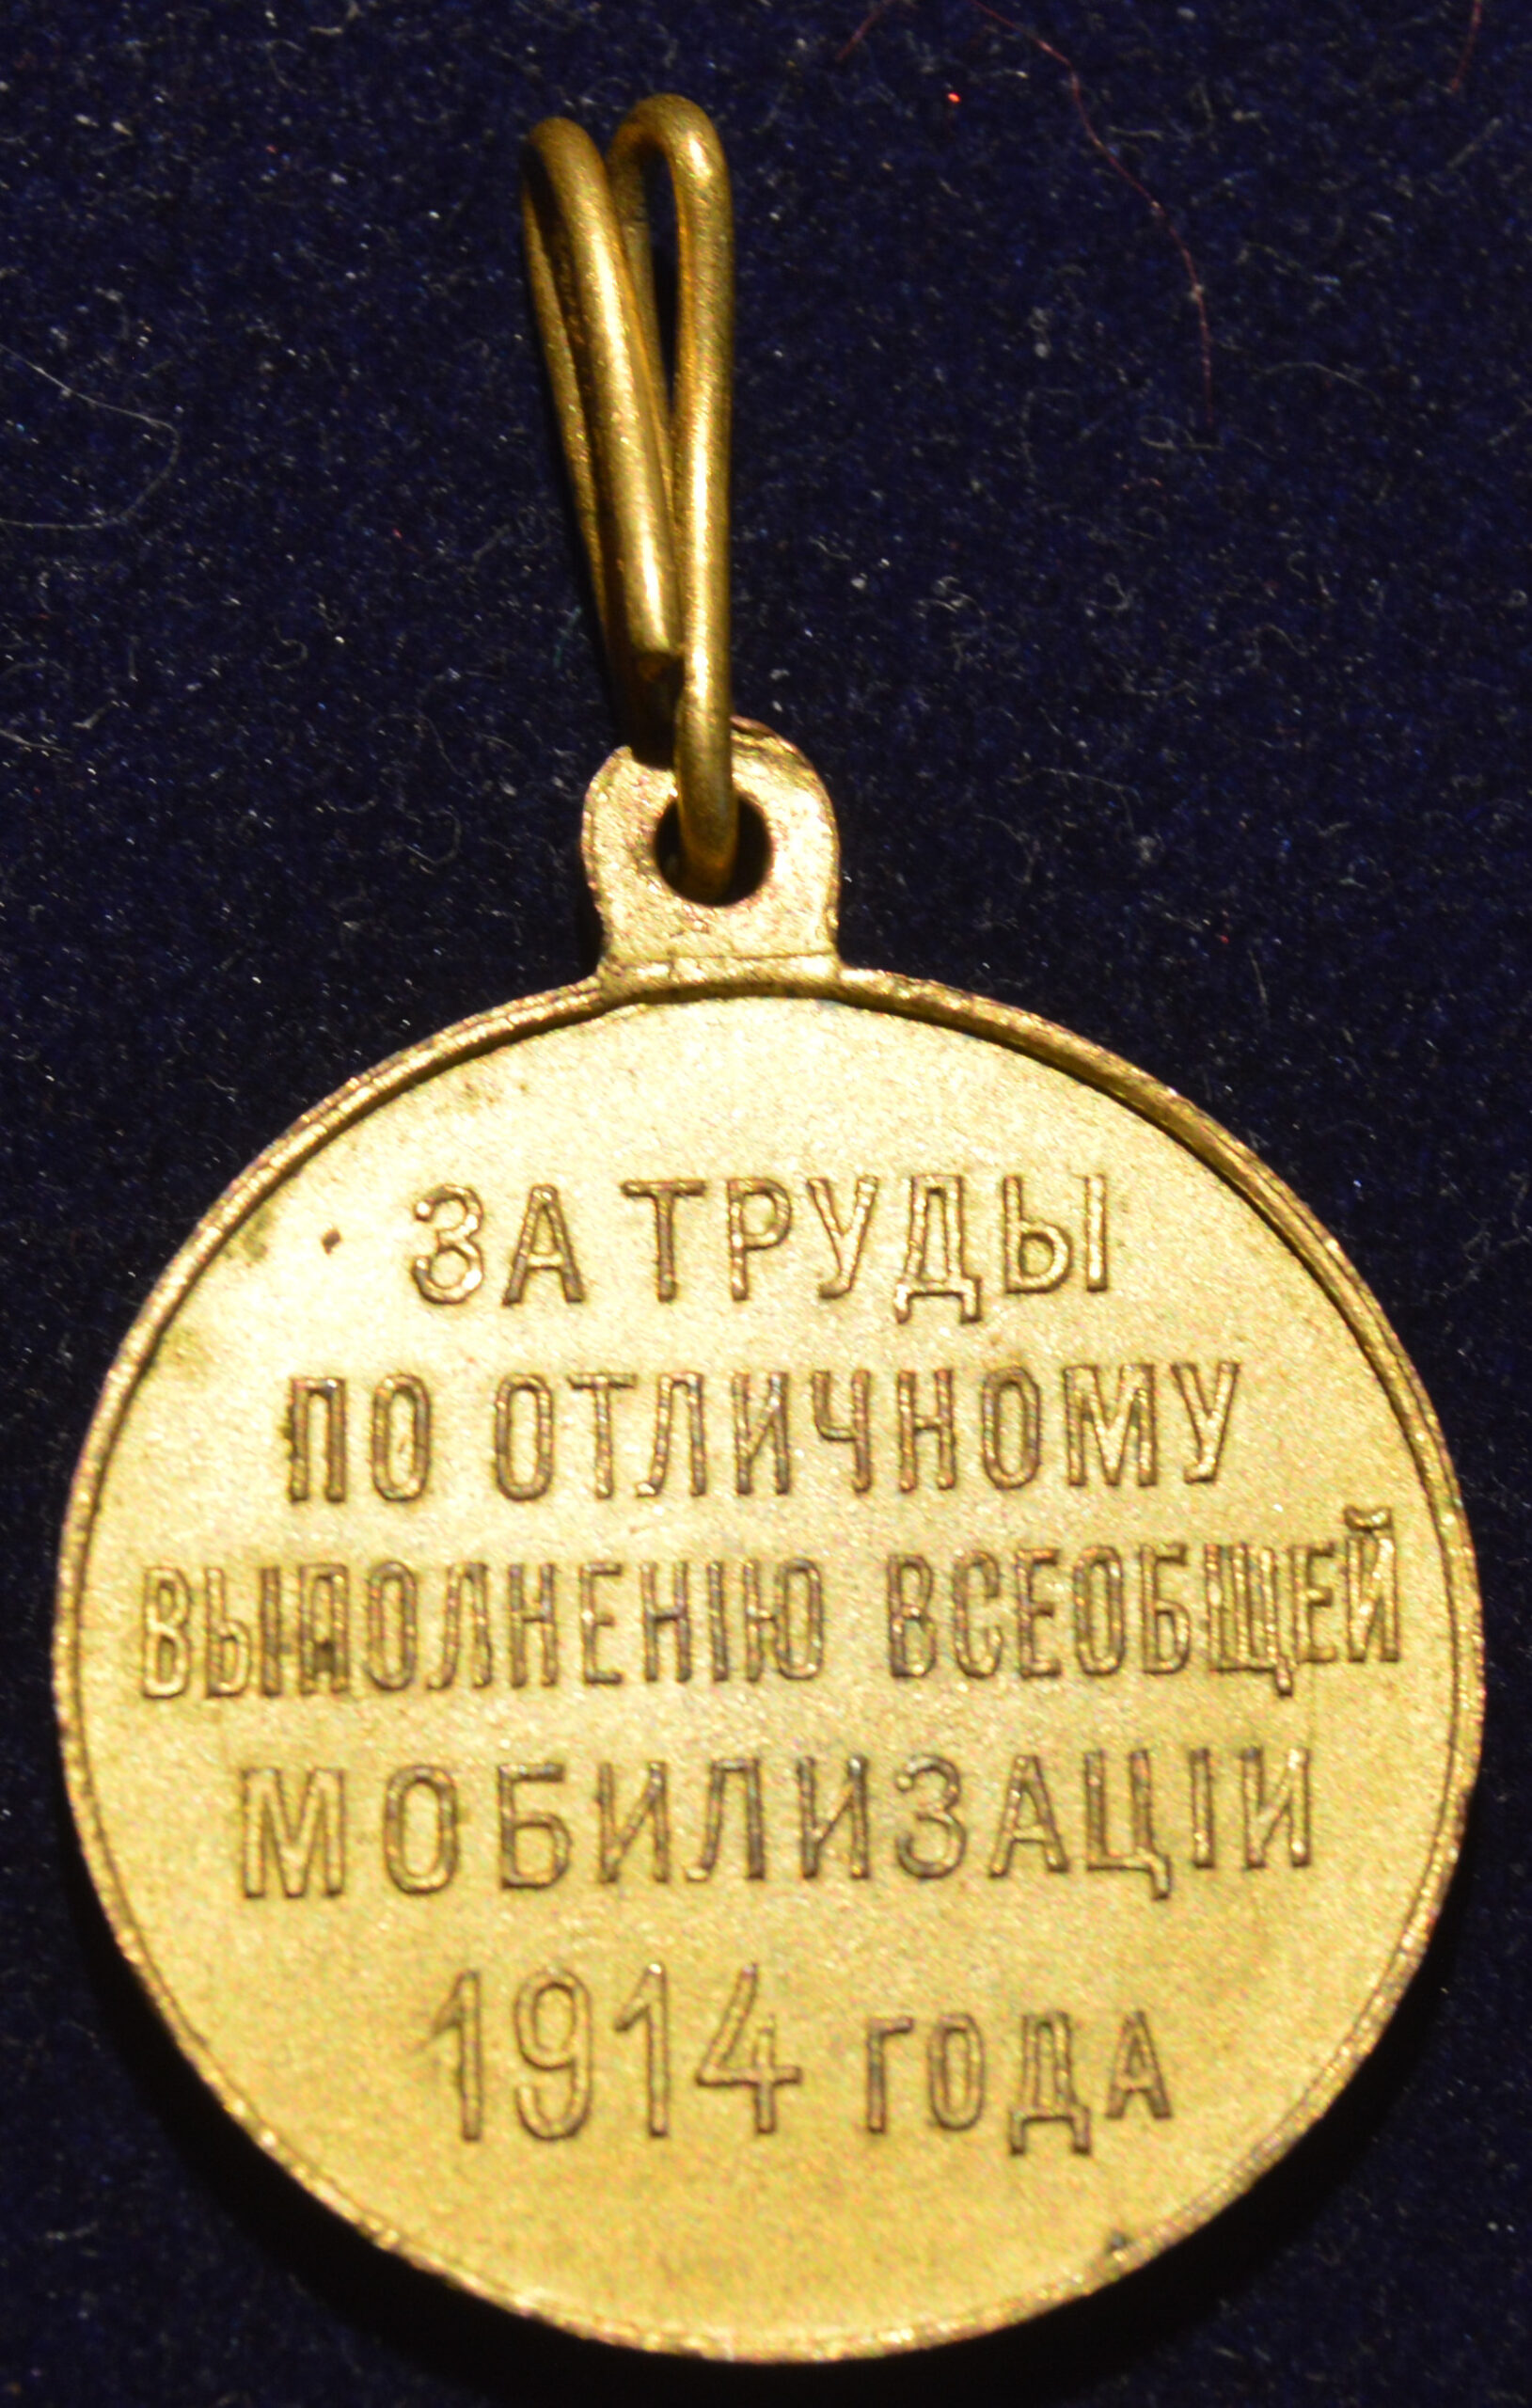 ЗА ТРУДЫ
ПО ОТЛИЧНОМУ
ВЫПОЛНЕНІЮ ВСЕОБЩЕЙ
МОБИЛИЗАЦІИ
1914 ГОДА